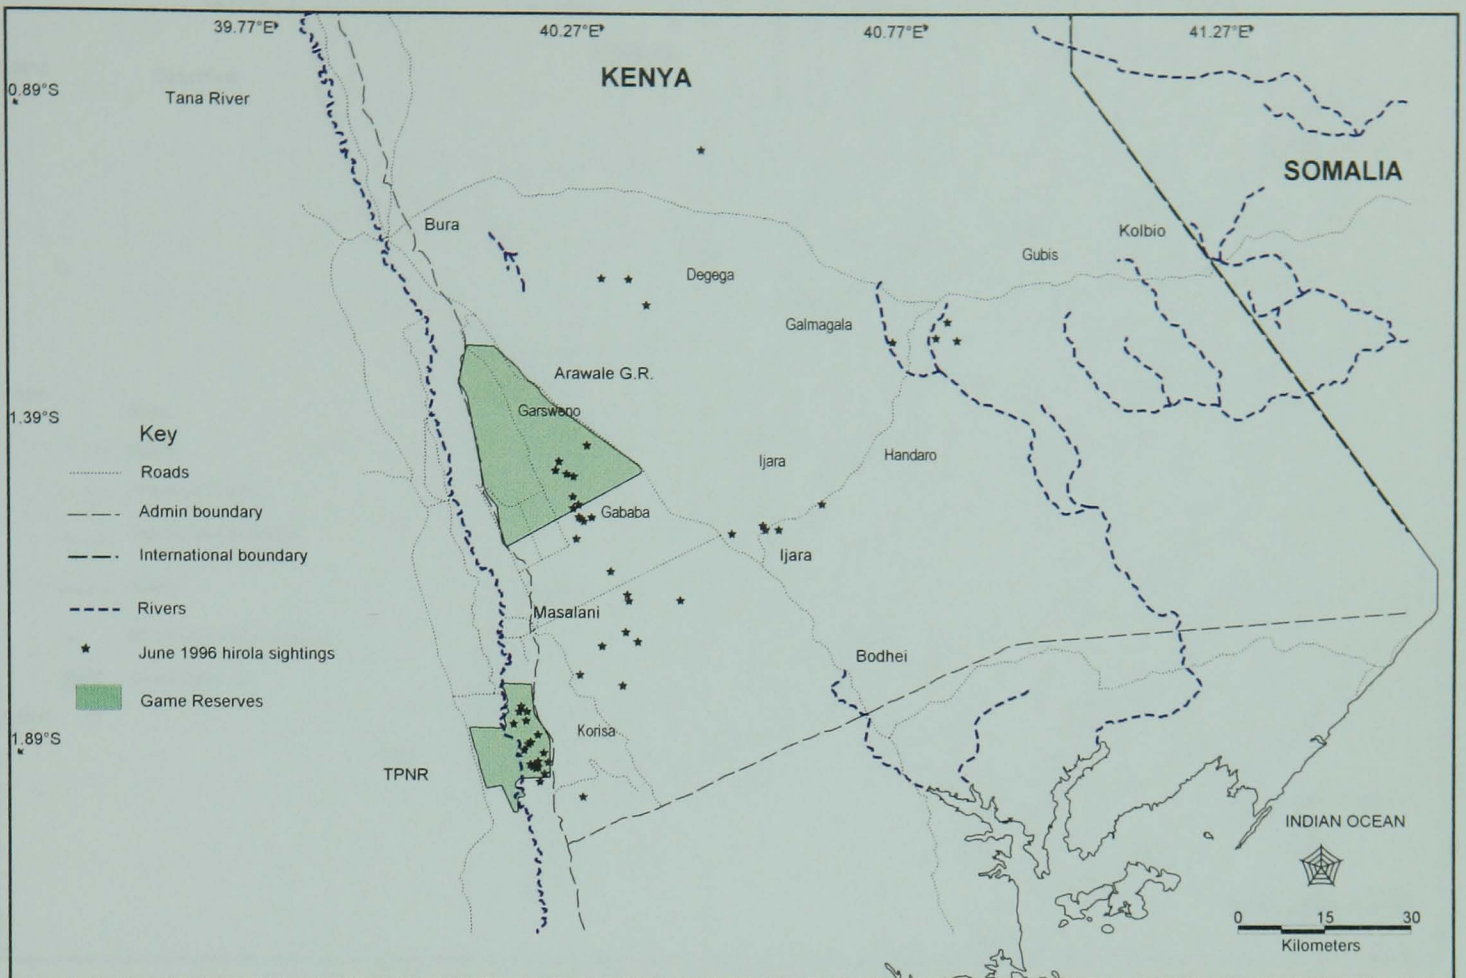 39.77°E
40.27°E
40.77°E
41.27°E
KENYA
0.89°S
Tana River
SOMALIA
Bura
Kolbio
Gubis
Degega
Galmagala
Arawale G.R.
Garsweno
1.39°S
Key
Roads
Admin boundary
International boundary
Rivers
June 1996 hirola sightings
Game Reserves
Ijara
Handaro
Gababa
Ijara
Masalani
Bodhei
Korisa
1.89°S
TPNR
INDIAN OCEAN
0 15 30
Kilometers